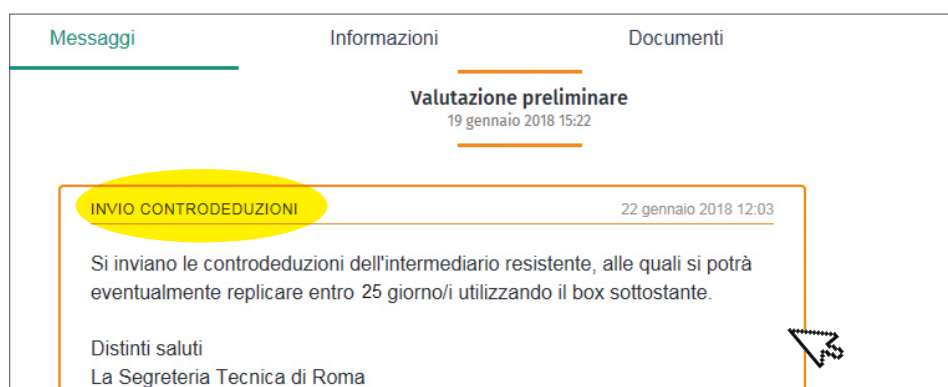 Messaggi Informazioni Documenti
Valutazione preliminare
19 gennaio 2018 15:22
INVIO CONTRODEDUZIONI 22 gennaio 2018 12:03
Si inviano le controdeduzioni dell'intermediario resistente, alle quali si potrà
eventualmente replicare entro 25 giorno/i utilizzando il box sottostante.
Distinti saluti
La Segreteria Tecnica di Roma